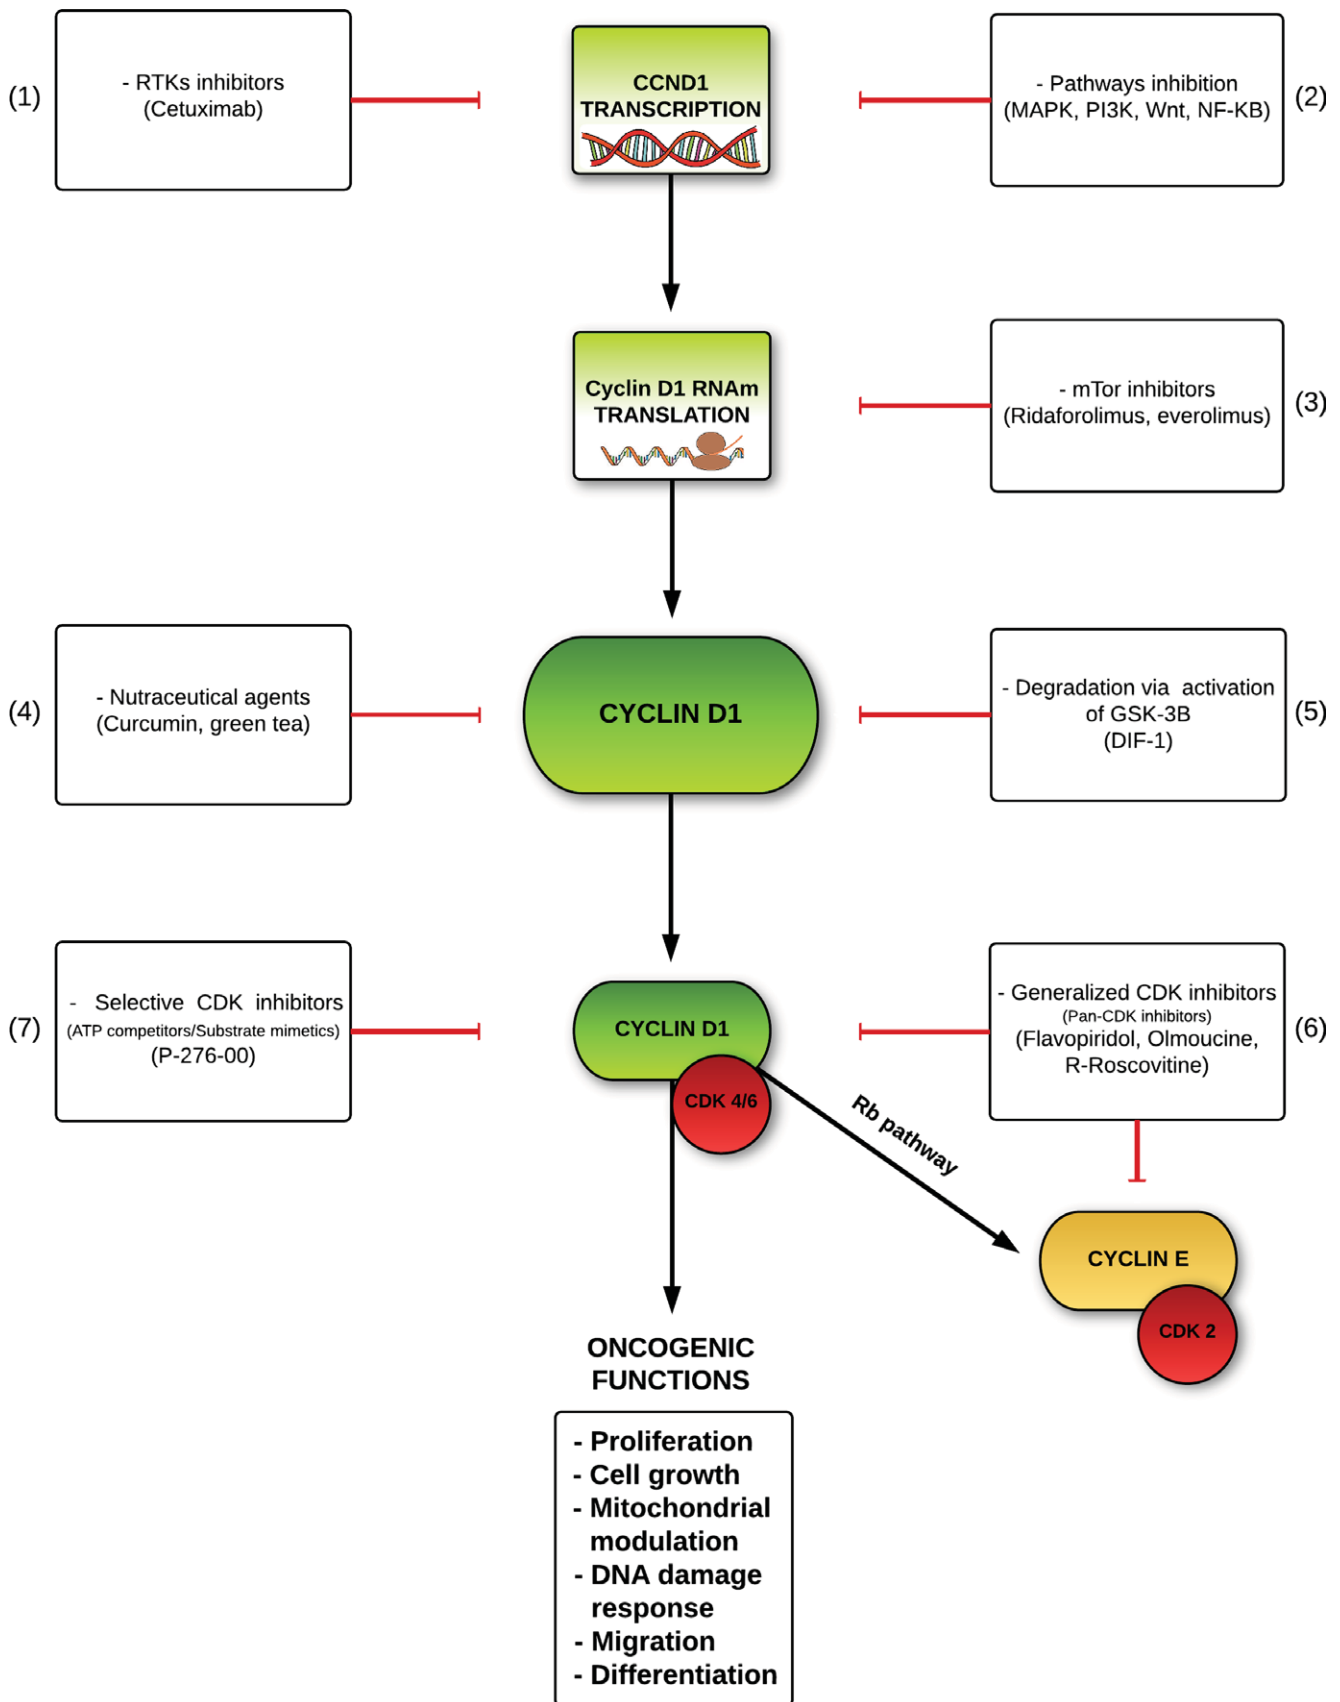 (1)
- RTKs inhibitors
(Cetuximab)
CCND1
TRANSCRIPTION
- Pathways inhibition
(MAPK, PI3K, Wnt, NF-KB)
(2)
Cyclin D1 RNAm
TRANSLATION
- mTor inhibitors
(Ridaforolimus, everolimus)
(3)
(4)
- Nutraceutical agents
(Curcumin, green tea)
CYCLIN D1
- Degradation via activation
of GSK-3B
(DIF-1)
(5)
(7)
- Selective CDK inhibitors
(ATP competitors/Substrate mimetics)
(P-276-00)
CYCLIN D1
CDK 4/6
- Generalized CDK inhibitors
(Pan-CDK inhibitors)
(Flavopiridol, Olmoucine,
R-Roscovitine)
(6)
Rb pathway
CYCLIN E
CDK 2
ONCOGENIC
FUNCTIONS
- Proliferation
- Cell growth
- Mitochondrial
modulation
- DNA damage
response
- Migration
- Differentiation